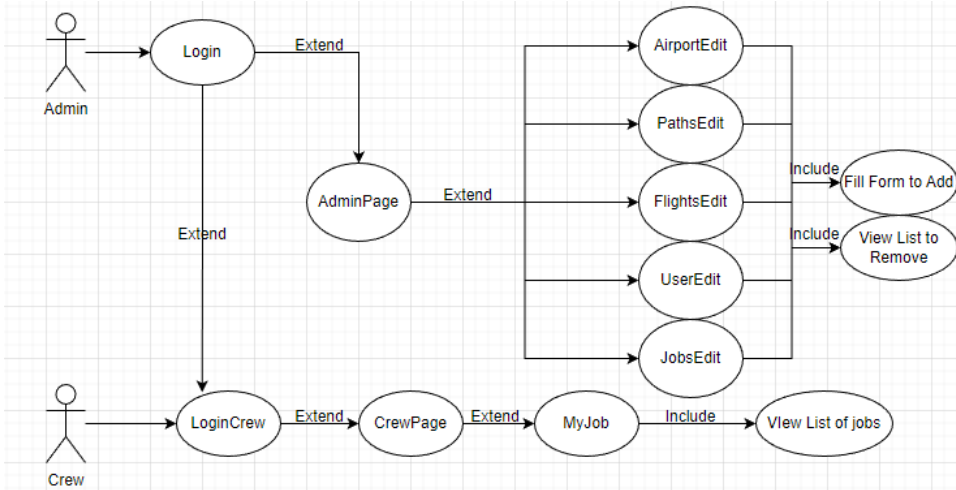 Login
Extend
AirportEdit
Admin
PathsEdit
Include
Fill Form to Add
AdminPage
Extend
FlightsEdit
Extend
Include
View List to
Remove
UserEdit
JobsEdit
LoginCrew
Extend
CrewPage
Extend
MyJob
Include
VIew List of jobs
Crew